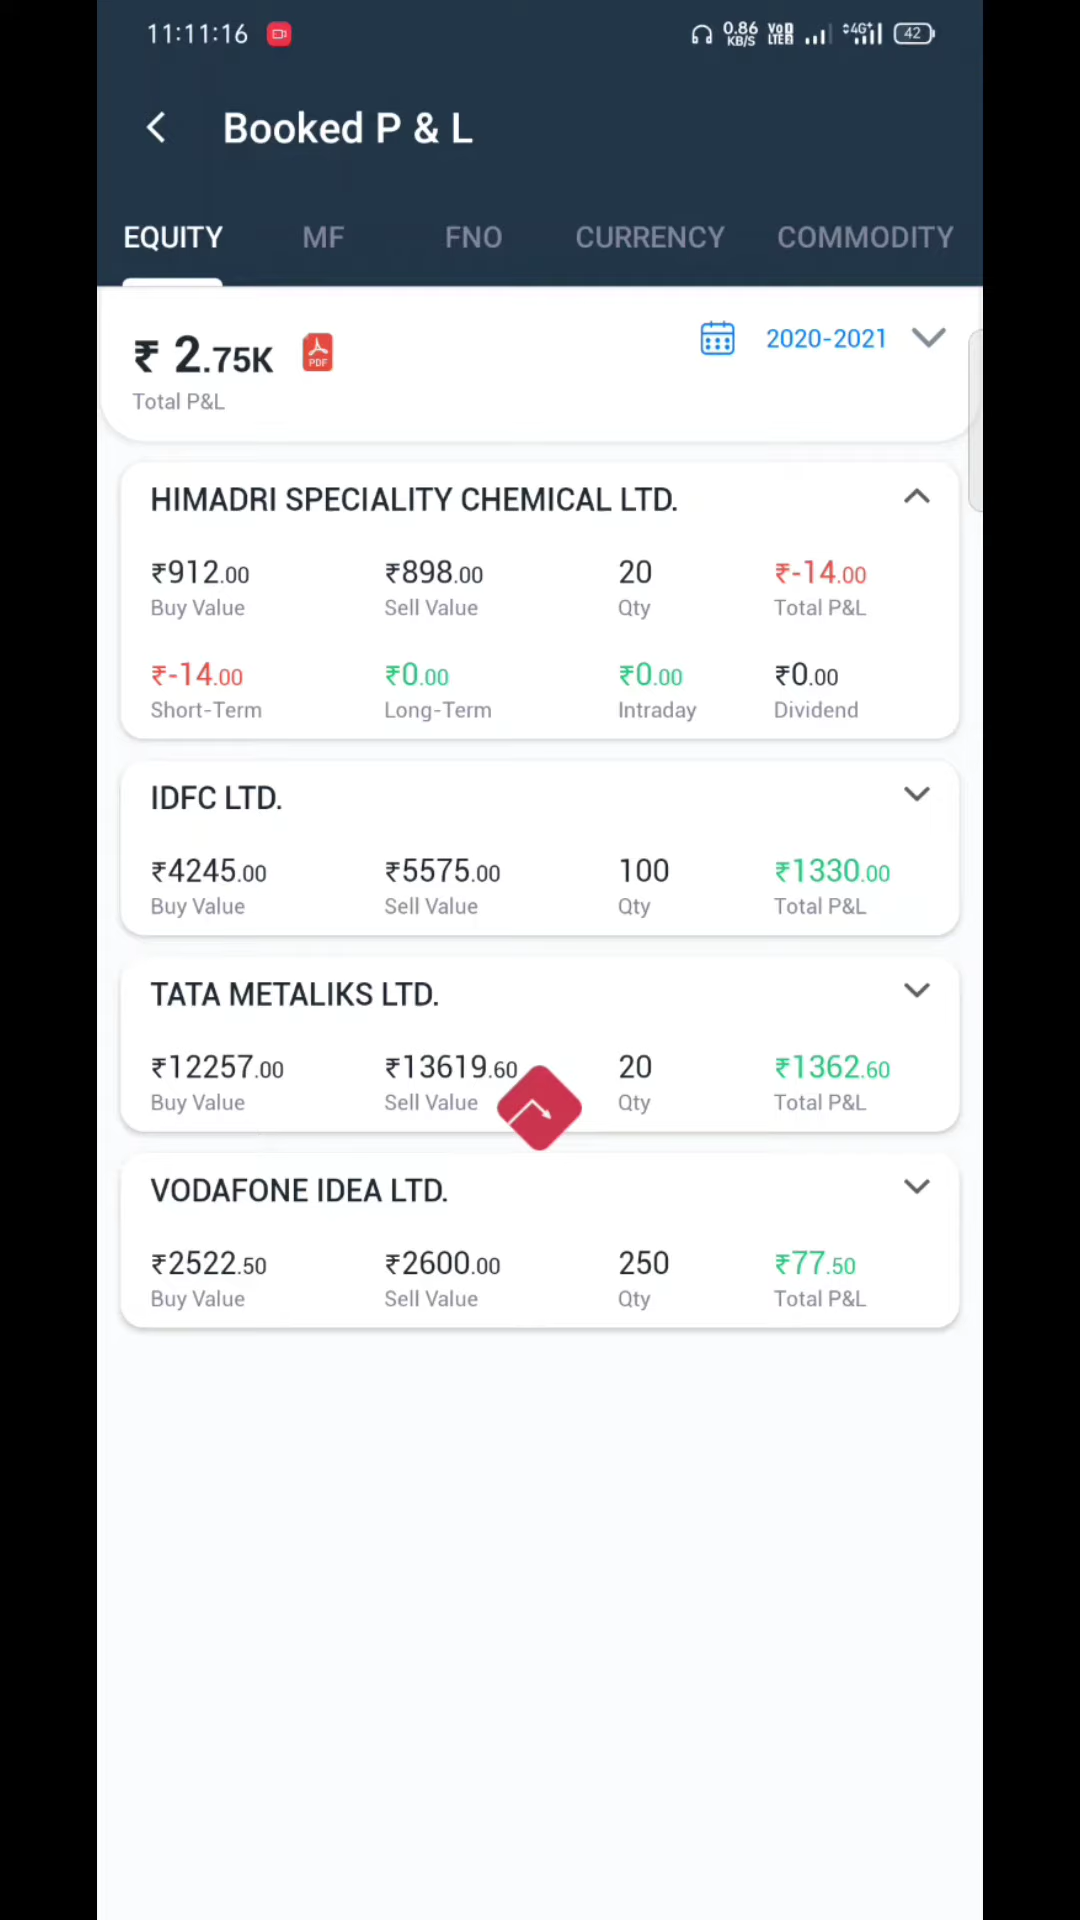 11:11:16 0.86 KB/S VoD LTE2 4G+ 42
Booked P & L
EQUITY MF FNO CURRENCY COMMODITY
₹ 2.75K PDF 2020-2021
Total P&L
HIMADRI SPECIALITY CHEMICAL LTD.
₹912.00 ₹898.00 20 ₹-14.00
Buy Value Sell Value Qty Total P&L
₹-14.00 ₹0.00 ₹0.00 ₹0.00
Short-Term Long-Term Intraday Dividend
IDFC LTD.
₹4245.00 ₹5575.00 100 ₹1330.00
Buy Value Sell Value Qty Total P&L
TATA METALIKS LTD.
₹12257.00 ₹13619.60 20 ₹1362.60
Buy Value Sell Value Qty Total P&L
VODAFONE IDEA LTD.
₹2522.50 ₹2600.00 250 ₹77.50
Buy Value Sell Value Qty Total P&L